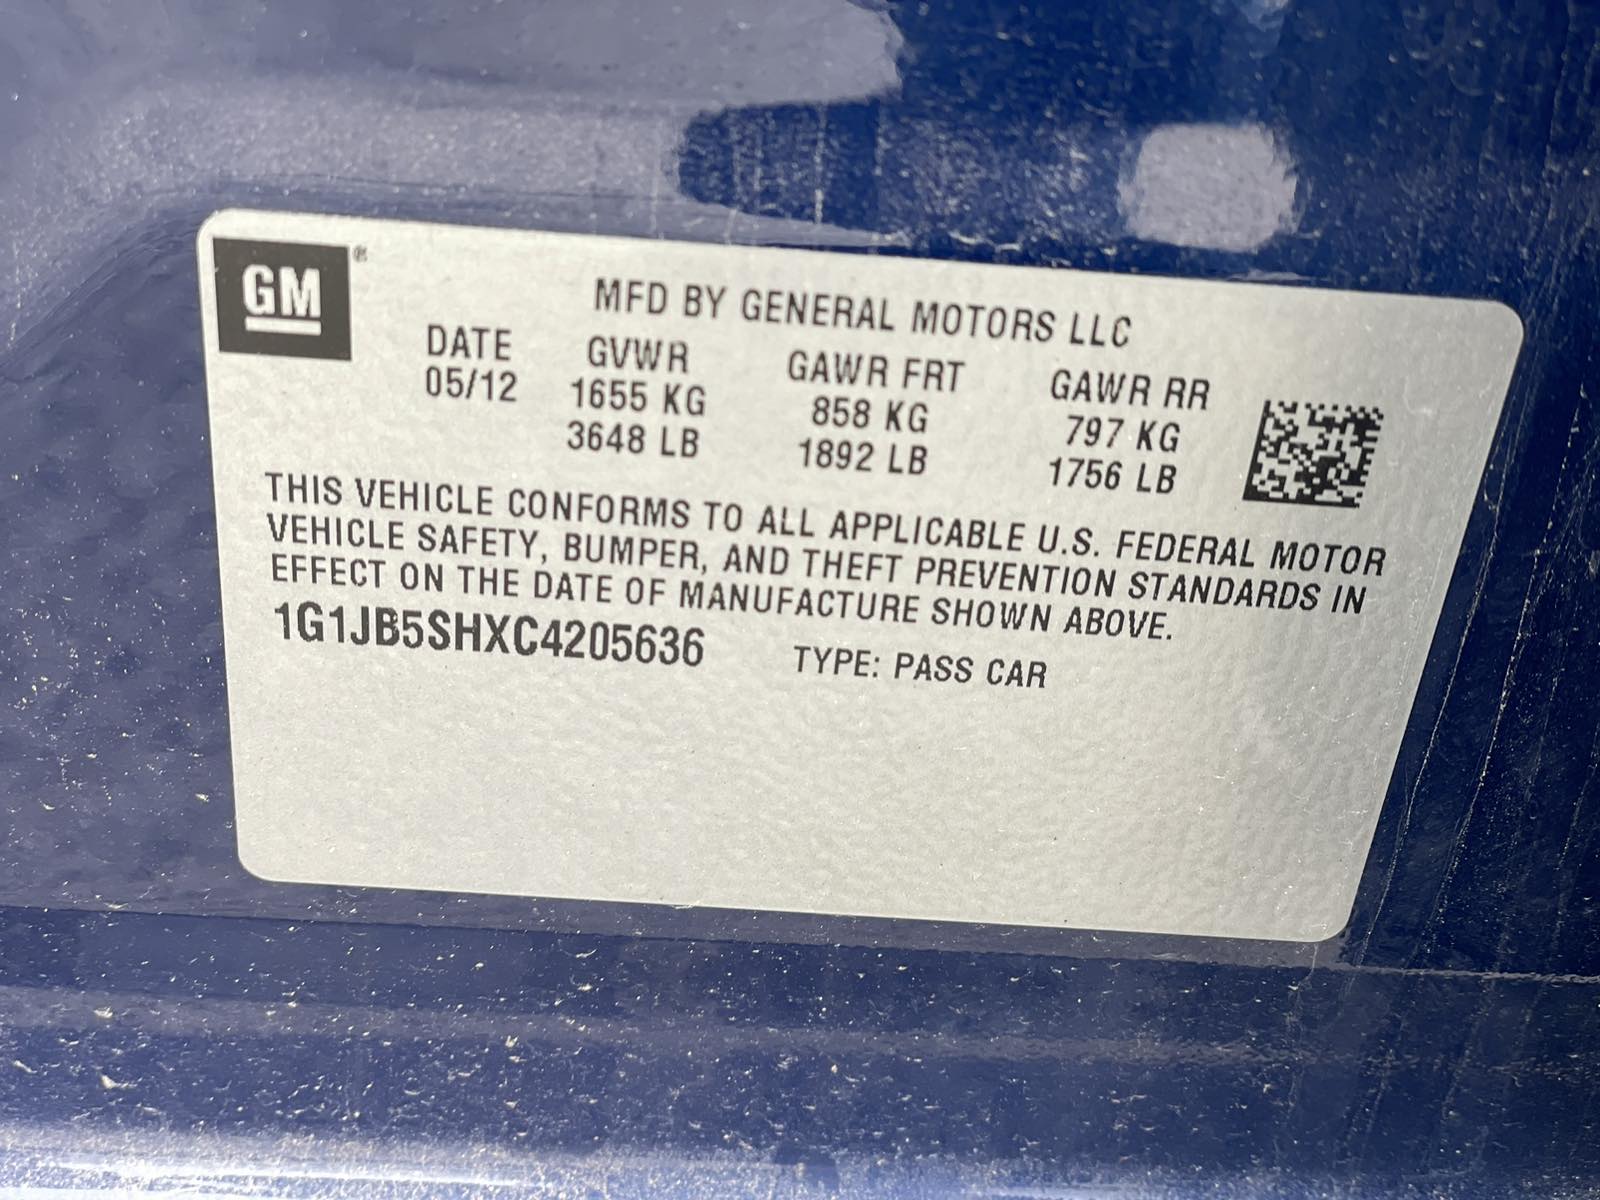 GM ®
MFD BY GENERAL MOTORS LLC
DATE GVWR GAWR FRT GAWR RR
05/12 1655 KG 858 KG 797 KG
3648 LB 1892 LB 1756 LB
THIS VEHICLE CONFORMS TO ALL APPLICABLE U.S. FEDERAL MOTOR
VEHICLE SAFETY, BUMPER, AND THEFT PREVENTION STANDARDS IN
EFFECT ON THE DATE OF MANUFACTURE SHOWN ABOVE.
1G1JB5SHXC4205636 TYPE: PASS CAR